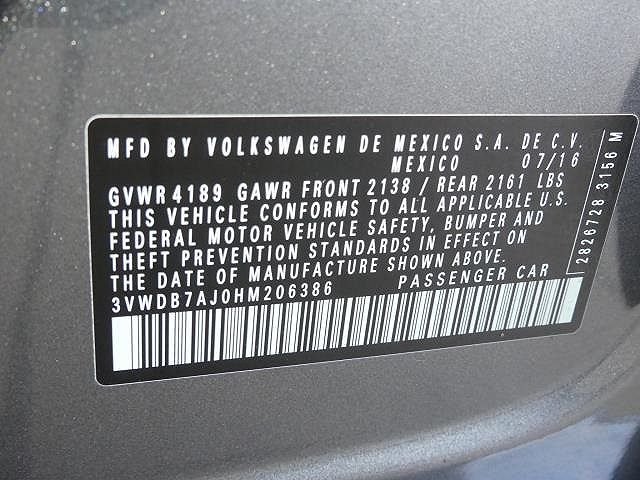 MFD BY VOLKSWAGEN DE MEXICO S.A. DE C.V.
MEXICO 07/16
GVWR 4189 GAWR FRONT 2138 / REAR 2161 LBS
THIS VEHICLE CONFORMS TO ALL APPLICABLE U.S.
FEDERAL MOTOR VEHICLE SAFETY, BUMPER AND
THEFT PREVENTION STANDARDS IN EFFECT ON
THE DATE OF MANUFACTURE SHOWN ABOVE.
3VWDB7AJ0HM206386 PASSENGER CAR
2826728 3156 M